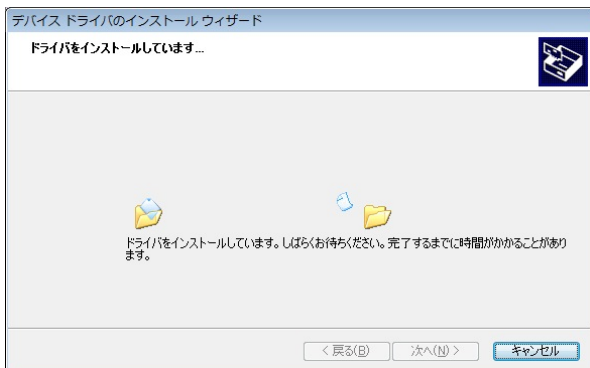 デバイス ドライバのインストール ウィザード
ドライバをインストールしています...
ドライバをインストールしています。しばらくお待ちください。完了するまでに時間がかかることがあり
ます。
< 戻る(B)
次へ(N) >
キャンセル